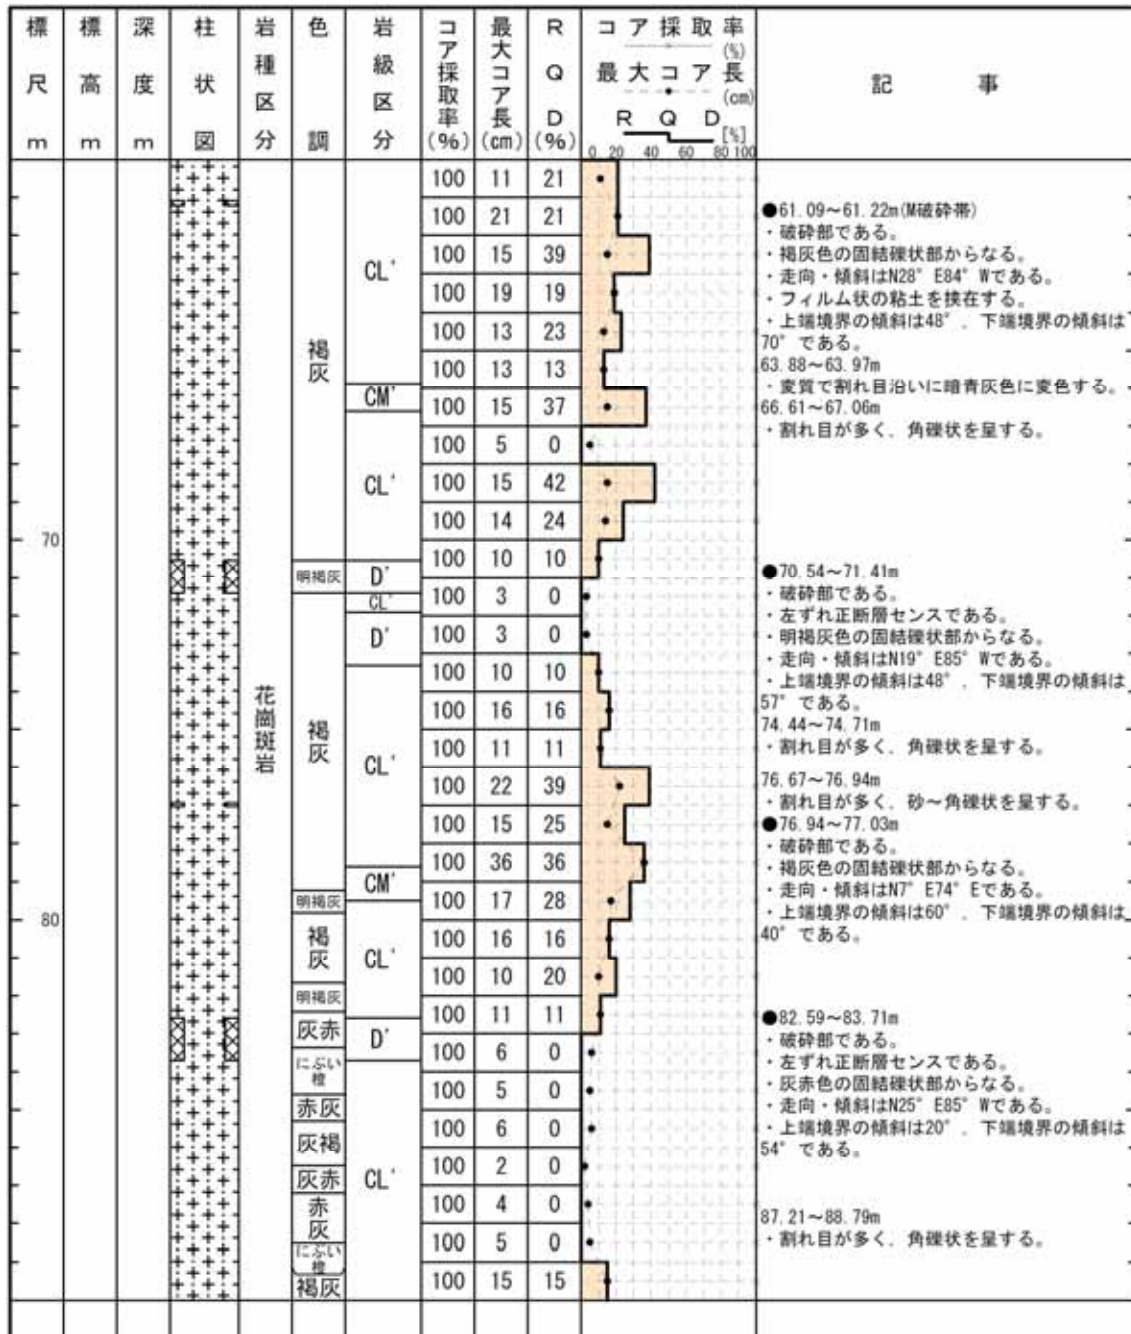 標尺m
標高m
深度m
柱状図
岩種区分
色調
岩級区分
コア採取率(%)
最大コア長(cm)
RQD(%)
コア採取率(%)
最大コア長(cm)
RQD[%]
0 20 40 60 80 100
記事
70
80
花崗斑岩
褐灰
明褐灰
褐灰
明褐灰
褐灰
明褐灰
灰赤
にぶい橙
赤灰
灰褐
灰赤
赤灰
にぶい橙
褐灰
CL'
CM'
CL'
D'
CL'
D'
CL'
CM'
CL'
D'
CL'
100 11 21
100 21 21
100 15 39
100 19 19
100 13 23
100 13 13
100 15 37
100 5 0
100 15 42
100 14 24
100 10 10
100 3 0
100 3 0
100 10 10
100 16 16
100 11 11
100 22 39
100 15 25
100 36 36
100 17 28
100 16 16
100 10 20
100 11 11
100 6 0
100 5 0
100 6 0
100 2 0
100 4 0
100 5 0
100 15 15
●61.09～61.22m(M破砕帯)
・破砕部である。
・褐灰色の固結礫状部からなる。
・走向・傾斜はN28°E84°Wである。
・フィルム状の粘土を挟在する。
・上端境界の傾斜は48°、下端境界の傾斜は
70°である。
63.88～63.97m
・変質で割れ目沿いに暗青灰色に変色する。
66.61～67.06m
・割れ目が多く、角礫状を呈する。
●70.54～71.41m
・破砕部である。
・左ずれ正断層センスである。
・明褐灰色の固結礫状部からなる。
・走向・傾斜はN19°E85°Wである。
・上端境界の傾斜は48°、下端境界の傾斜は
57°である。
74.44～74.71m
・割れ目が多く、角礫状を呈する。
76.67～76.94m
・割れ目が多く、砂～角礫状を呈する。
●76.94～77.03m
・破砕部である。
・褐灰色の固結礫状部からなる。
・走向・傾斜はN7°E74°Eである。
・上端境界の傾斜は60°、下端境界の傾斜は
40°である。
●82.59～83.71m
・破砕部である。
・左ずれ正断層センスである。
・灰赤色の固結礫状部からなる。
・走向・傾斜はN25°E85°Wである。
・上端境界の傾斜は20°、下端境界の傾斜は
54°である。
87.21～88.79m
・割れ目が多く、角礫状を呈する。